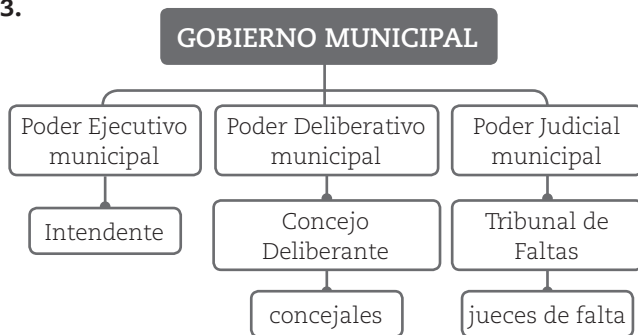 3.
GOBIERNO MUNICIPAL
Poder Ejecutivo
municipal
Intendente
Poder Deliberativo
municipal
Concejo
Deliberante
concejales
Poder Judicial
municipal
Tribunal de
Faltas
jueces de falta